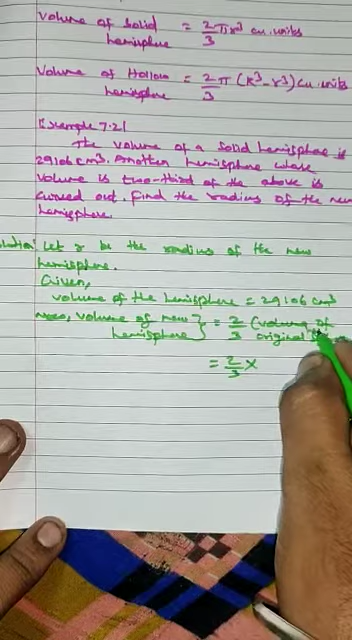 Volume of Solid hemisphere = 2/3 πr³ cu.units
Volume of Hollow hemisphere = 2/3 π (R³-r³) cu.units
Example 7.21
The volume of a solid hemisphere is
29106 cm³. Another hemisphere whose
volume is two-third of the above is
carved out. Find the radius of the new
hemisphere.
Let r be the radius of the new
hemisphere.
Given,
volume of the hemisphere = 29106 cm³
Now, volume of new hemisphere } = 2/3 (volume of original
= 2/3 ×